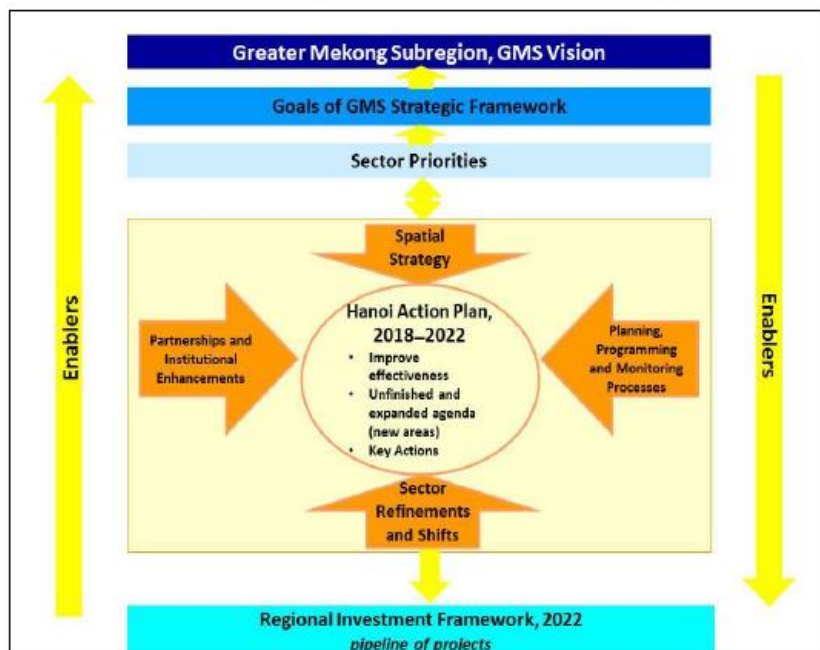 Greater Mekong Subregion, GMS Vision
Goals of GMS Strategic Framework
Sector Priorities
Enablers
Spatial
Strategy
Partnerships and
Institutional
Enhancements
Hanoi Action Plan,
2018–2022
• Improve
effectiveness
• Unfinished and
expanded agenda
(new areas)
• Key Actions
Planning,
Programming
and Monitoring
Processes
Enablers
Sector
Refinements
and Shifts
Regional Investment Framework, 2022
pipeline of projects